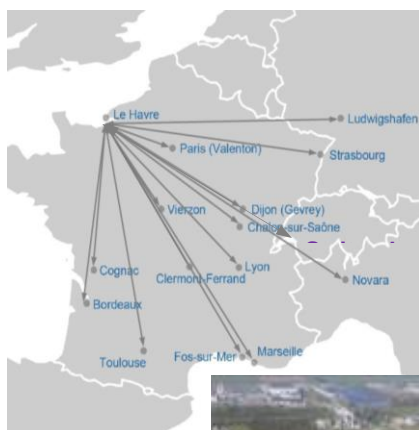 Le Havre
Ludwigshafen
Paris (Valenton)
Strasbourg
Vierzon
Dijon (Gevrey)
Chalon-sur-Saône
Cognac
Clermont-Ferrand
Lyon
Novara
Bordeaux
Toulouse
Fos-sur-Mer
Marseille